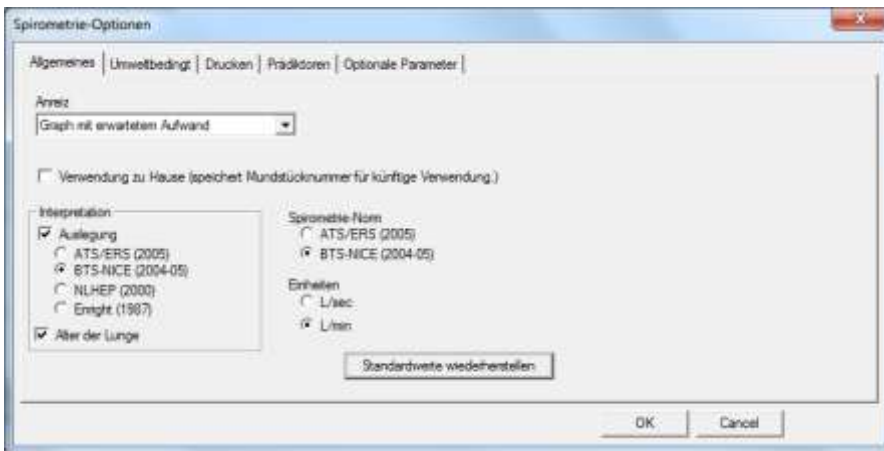 Spirometrie-Optionen
Allgemeines Umweltbedingt Drucken Prädiktoren Optionale Parameter
Anreiz
Graph mit erwartetem Aufwand
Verwendung zu Hause (speichert Mundstücknummer für künftige Verwendung.)
Interpretation
Auslegung
ATS/ERS (2005)
BTS-NICE (2004-05)
NLHEP (2000)
Enright (1987)
Alter der Lunge
Spirometrie-Norm
ATS/ERS (2005)
BTS-NICE (2004-05)
Einheiten
L/sec
L/min
Standardwerte wiederherstellen
OK Cancel